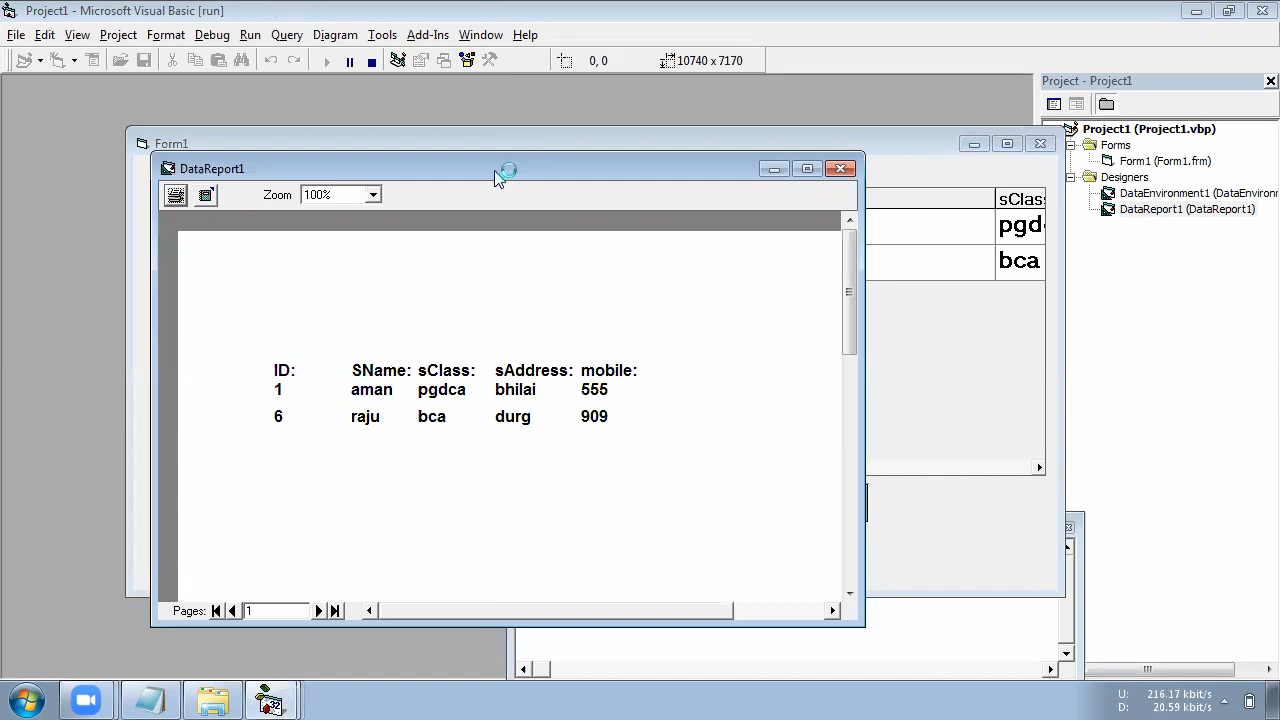 Project1 - Microsoft Visual Basic [run]
File Edit View Project Format Debug Run Query Diagram Tools Add-Ins Window Help
0, 0 10740 x 7170
Project - Project1
Project1 (Project1.vbp)
Forms
Form1 (Form1.frm)
Designers
DataEnvironment1 (DataEnviron
DataReport1 (DataReport1)
Form1
sClass
pgdc
bca
DataReport1
Zoom 100%
ID: SName: sClass: sAddress: mobile:
1 aman pgdca bhilai 555
6 raju bca durg 909
Pages: 1
32
U: 216.17 kbit/s
D: 20.59 kbit/s